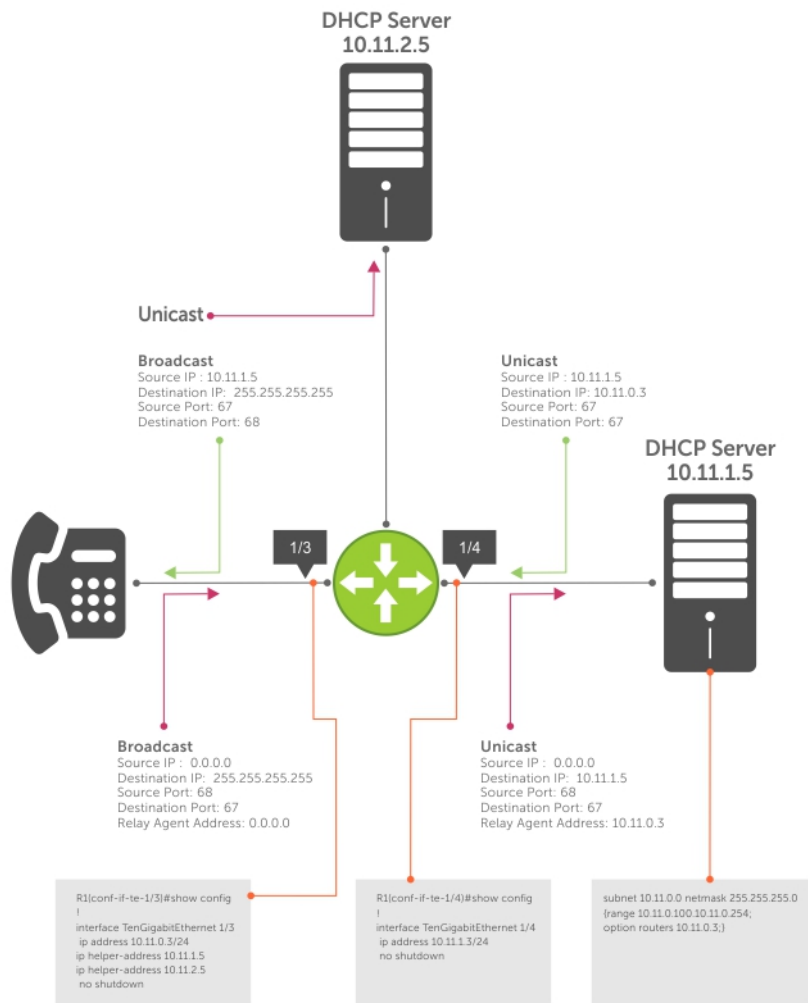 DHCP Server
10.11.2.5
Unicast
Broadcast
Source IP : 10.11.1.5
Destination IP: 255.255.255.255
Source Port: 67
Destination Port: 68
Unicast
Source IP : 10.11.1.5
Destination IP: 10.11.0.3
Source Port: 67
Destination Port: 67
DHCP Server
10.11.1.5
1/3
1/4
Broadcast
Source IP : 0.0.0.0
Destination IP: 255.255.255.255
Source Port: 68
Destination Port: 67
Relay Agent Address: 0.0.0.0
Unicast
Source IP : 0.0.0.0
Destination IP: 10.11.1.5
Source Port: 68
Destination Port: 67
Relay Agent Address: 10.11.0.3
R1(conf-if-te-1/3)#show config
!
interface TenGigabitEthernet 1/3
ip address 10.11.0.3/24
ip helper-address 10.11.1.5
ip helper-address 10.11.2.5
no shutdown
R1(conf-if-te-1/4)#show config
!
interface TenGigabitEthernet 1/4
ip address 10.11.1.3/24
no shutdown
subnet 10.11.0.0 netmask 255.255.255.0
{range 10.11.0.100.10.11.0.254;
option routers 10.11.0.3;}